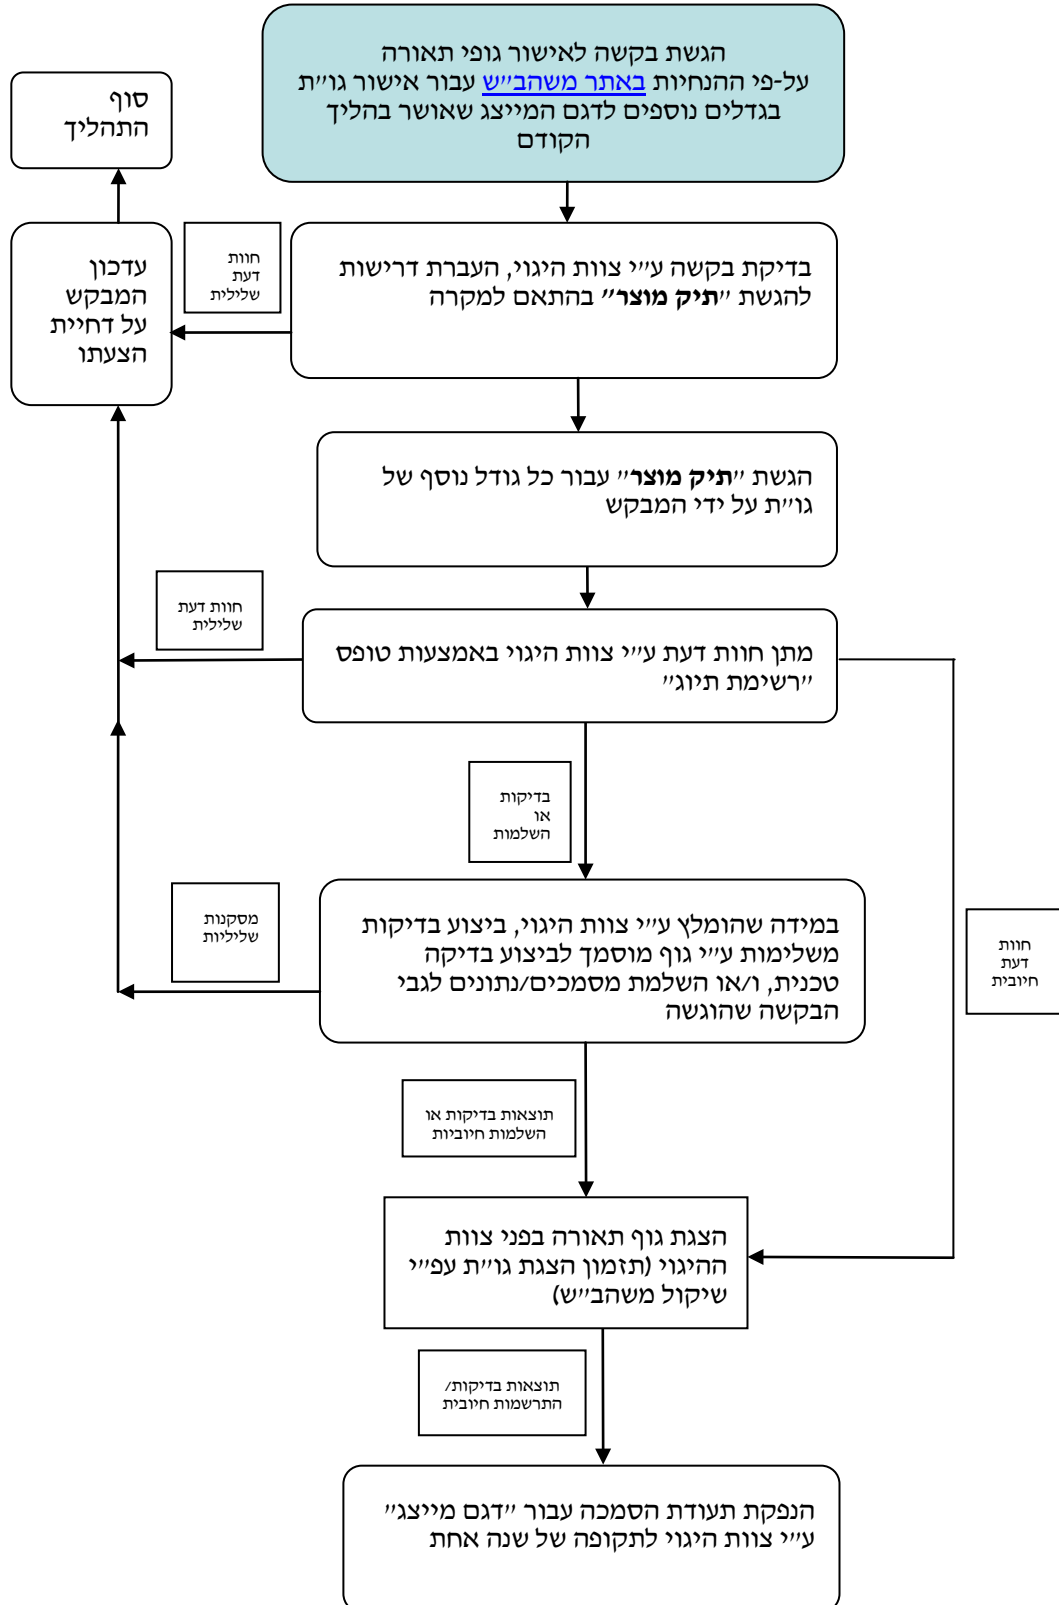 הגשת בקשה לאישור גופי תאורה
על-פי ההנחיות באתר משהב״ש עבור אישור גו״ת
בגדלים נוספים לדגם המייצג שאושר בהליך
הקודם
סוף
התהליך
בדיקת בקשה ע״י צוות היגוי, העברת דרישות
להגשת ״תיק מוצר״ בהתאם למקרה
חוות
דעת
שלילית
עדכון
המבקש
על דחיית
הצעתו
הגשת ״תיק מוצר״ עבור כל גודל נוסף של
גו״ת על ידי המבקש
חוות דעת
שלילית
מתן חוות דעת ע״י צוות היגוי באמצעות טופס
״רשימת תיוג״
בדיקות
או
השלמות
במידה שהומלץ ע״י צוות היגוי, ביצוע בדיקות
משלימות ע״י גוף מוסמך לביצוע בדיקה
טכנית, ו/או השלמת מסמכים/נתונים לגבי
הבקשה שהוגשה
מסקנות
שליליות
חוות
דעת
חיובית
תוצאות בדיקות או
השלמות חיוביות
הצגת גוף תאורה בפני צוות
ההיגוי (תזמון הצגת גו״ת עפ״י
שיקול משהב״ש)
תוצאות בדיקות/
התרשמות חיובית
הנפקת תעודת הסמכה עבור ״דגם מייצג״
ע״י צוות היגוי לתקופה של שנה אחת